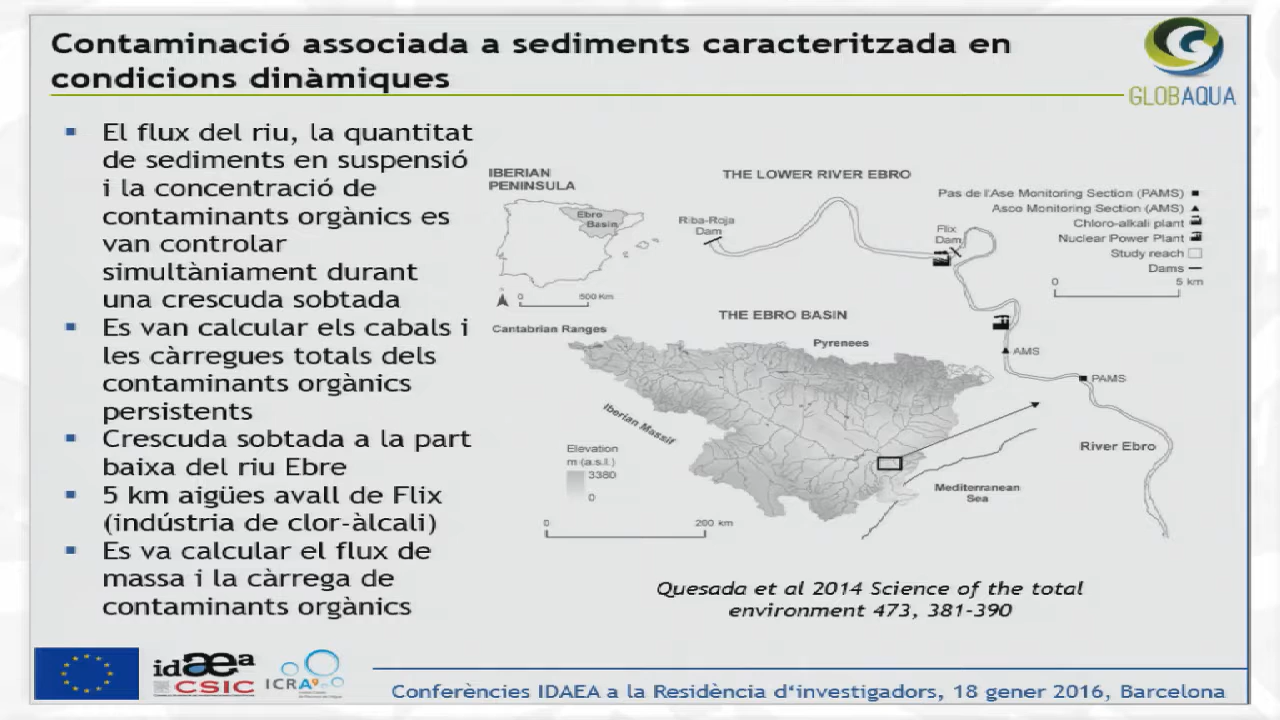 Contaminació associada a sediments caracteritzada en
condicions dinàmiques
GLOBAQUA
▪ El flux del riu, la quantitat
de sediments en suspensió
i la concentració de
contaminants orgànics es
van controlar
simultàniament durant
una crescuda sobtada
▪ Es van calcular els cabals i
les càrregues totals dels
contaminants orgànics
persistents
▪ Crescuda sobtada a la part
baixa del riu Ebre
▪ 5 km aigües avall de Flix
(indústria de clor-àlcali)
▪ Es va calcular el flux de
massa i la càrrega de
contaminants orgànics
IBERIAN
PENINSULA
Ebro
Basin
0 500 Km
THE LOWER RIVER EBRO
Riba-Roja
Dam
Flix
Dam
Pas de l'Ase Monitoring Section (PAMS)
Asco Monitoring Section (AMS)
Chloro-alkali plant
Nuclear Power Plant
Study reach
Dams
0 5 km
AMS
PAMS
River Ebro
THE EBRO BASIN
Cantabrian Ranges
Pyrenees
Iberian Massif
Elevation
m (a.s.l.)
3380
0
Mediterranean
Sea
0 200 km
Quesada et al 2014 Science of the total
environment 473, 381-390
idaea
CSIC
ICRA
Conferències IDAEA a la Residència d‘investigadors, 18 gener 2016, Barcelona